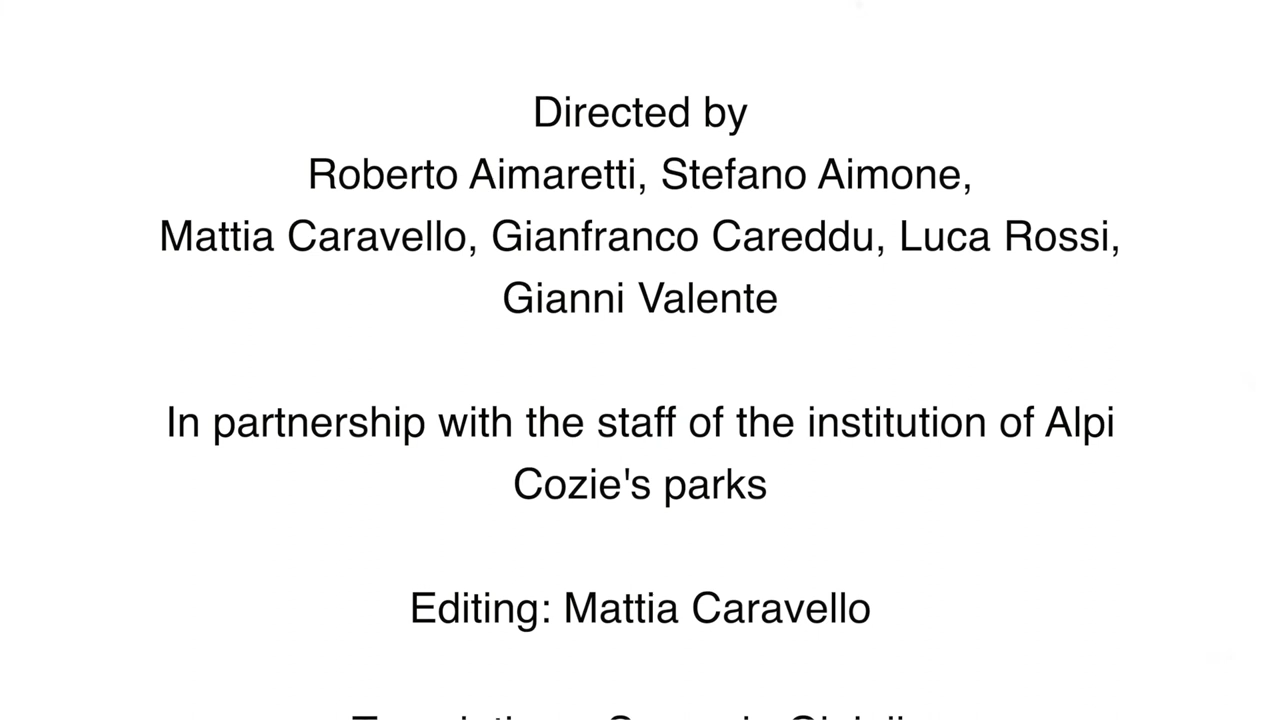 Directed by
Roberto Aimaretti, Stefano Aimone,
Mattia Caravello, Gianfranco Careddu, Luca Rossi,
Gianni Valente
In partnership with the staff of the institution of Alpi
Cozie's parks
Editing: Mattia Caravello